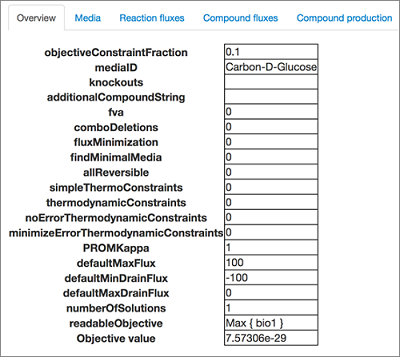 Overview Media Reaction fluxes Compound fluxes Compound production
objectiveConstraintFraction 0.1
mediaID Carbon-D-Glucose
knockouts
additionalCompoundString
fva 0
comboDeletions 0
fluxMinimization 0
findMinimalMedia 0
allReversible 0
simpleThermoConstraints 0
thermodynamicConstraints 0
noErrorThermodynamicConstraints 0
minimizeErrorThermodynamicConstraints 0
PROMKappa 1
defaultMaxFlux 100
defaultMinDrainFlux -100
defaultMaxDrainFlux 0
numberOfSolutions 1
readableObjective Max { bio1 }
Objective value 7.57306e-29